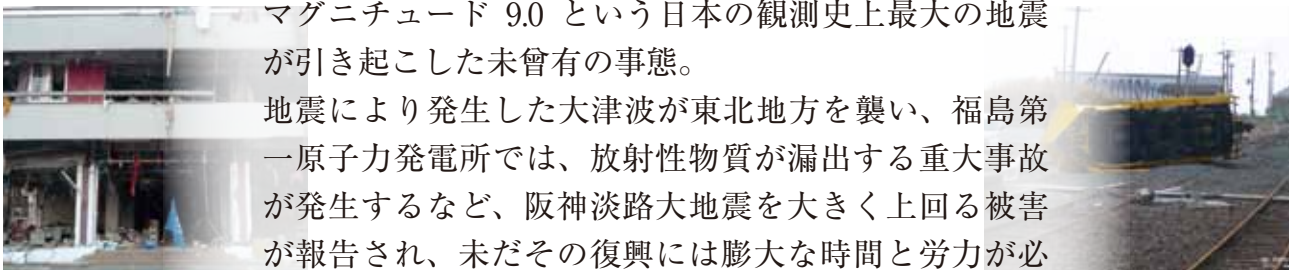 マグニチュード 9.0 という日本の観測史上最大の地震
が引き起こした未曾有の事態。
地震により発生した大津波が東北地方を襲い、福島第
一原子力発電所では、放射性物質が漏出する重大事故
が発生するなど、阪神淡路大地震を大きく上回る被害
が報告され、未だその復興には膨大な時間と労力が必